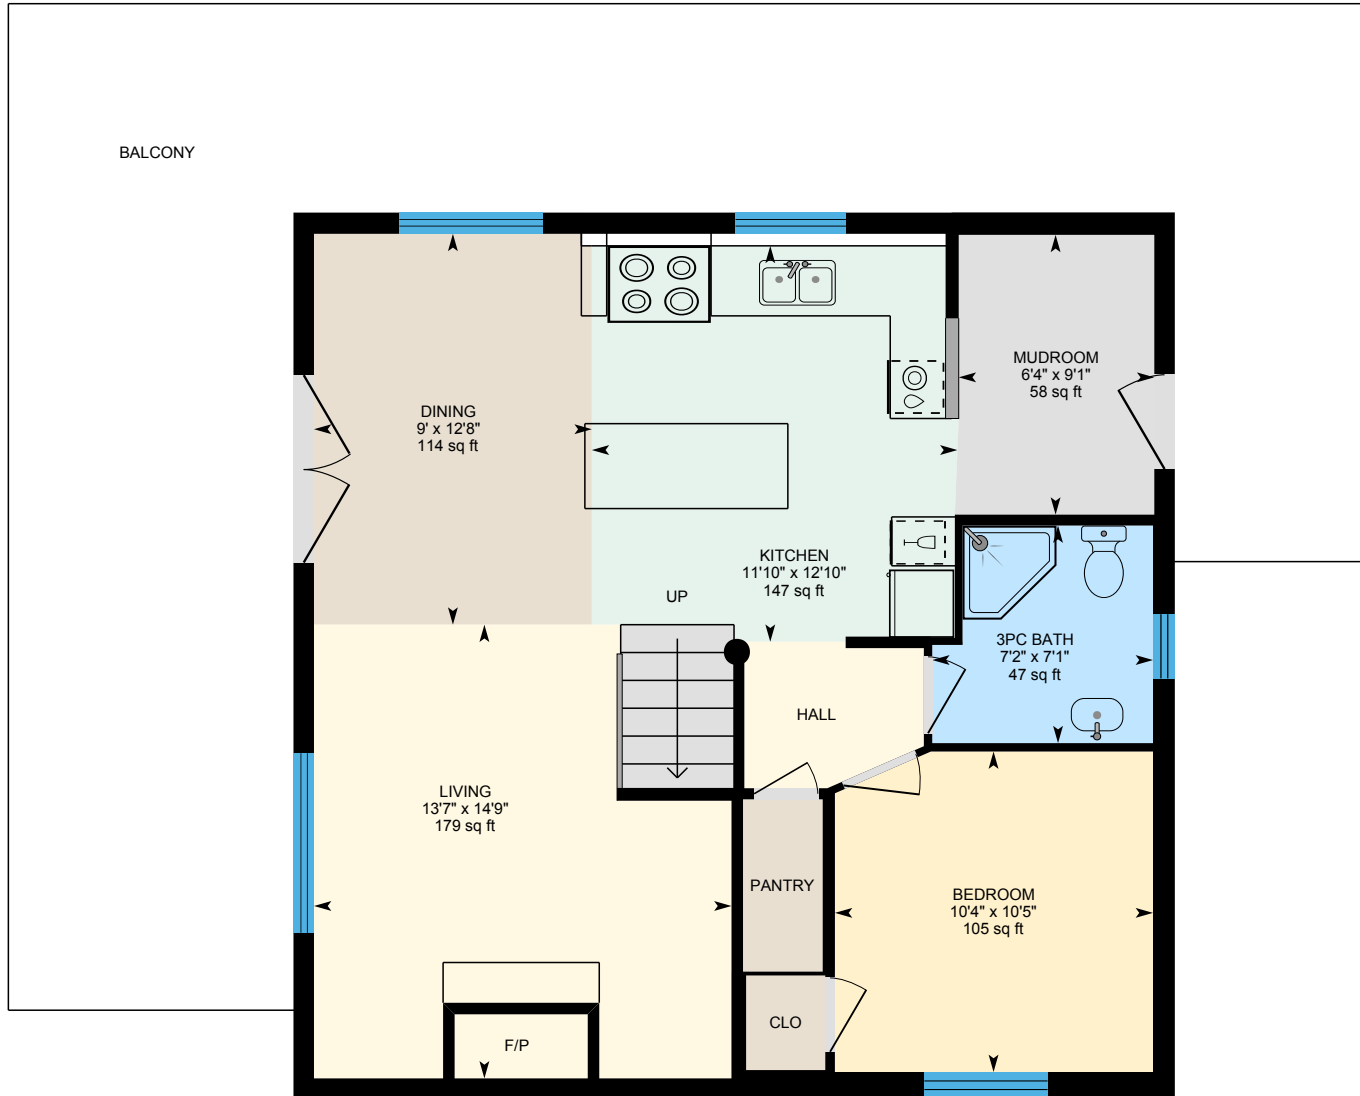 BALCONY
DINING
9' x 12'8"
114 sq ft
MUDROOM
6'4" x 9'1"
58 sq ft
KITCHEN
11'10" x 12'10"
147 sq ft
UP
3PC BATH
7'2" x 7'1"
47 sq ft
HALL
LIVING
13'7" x 14'9"
179 sq ft
PANTRY
BEDROOM
10'4" x 10'5"
105 sq ft
CLO
F/P